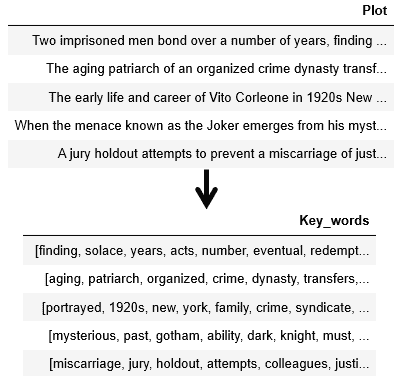 Plot
Two imprisoned men bond over a number of years, finding ...
The aging patriarch of an organized crime dynasty transf...
The early life and career of Vito Corleone in 1920s New ...
When the menace known as the Joker emerges from his myst...
A jury holdout attempts to prevent a miscarriage of just...
Key_words
[finding, solace, years, acts, number, eventual, redempt...
[aging, patriarch, organized, crime, dynasty, transfers,...
[portrayed, 1920s, new, york, family, crime, syndicate, ...
[mysterious, past, gotham, ability, dark, knight, must, ...
[miscarriage, jury, holdout, attempts, colleagues, justi...